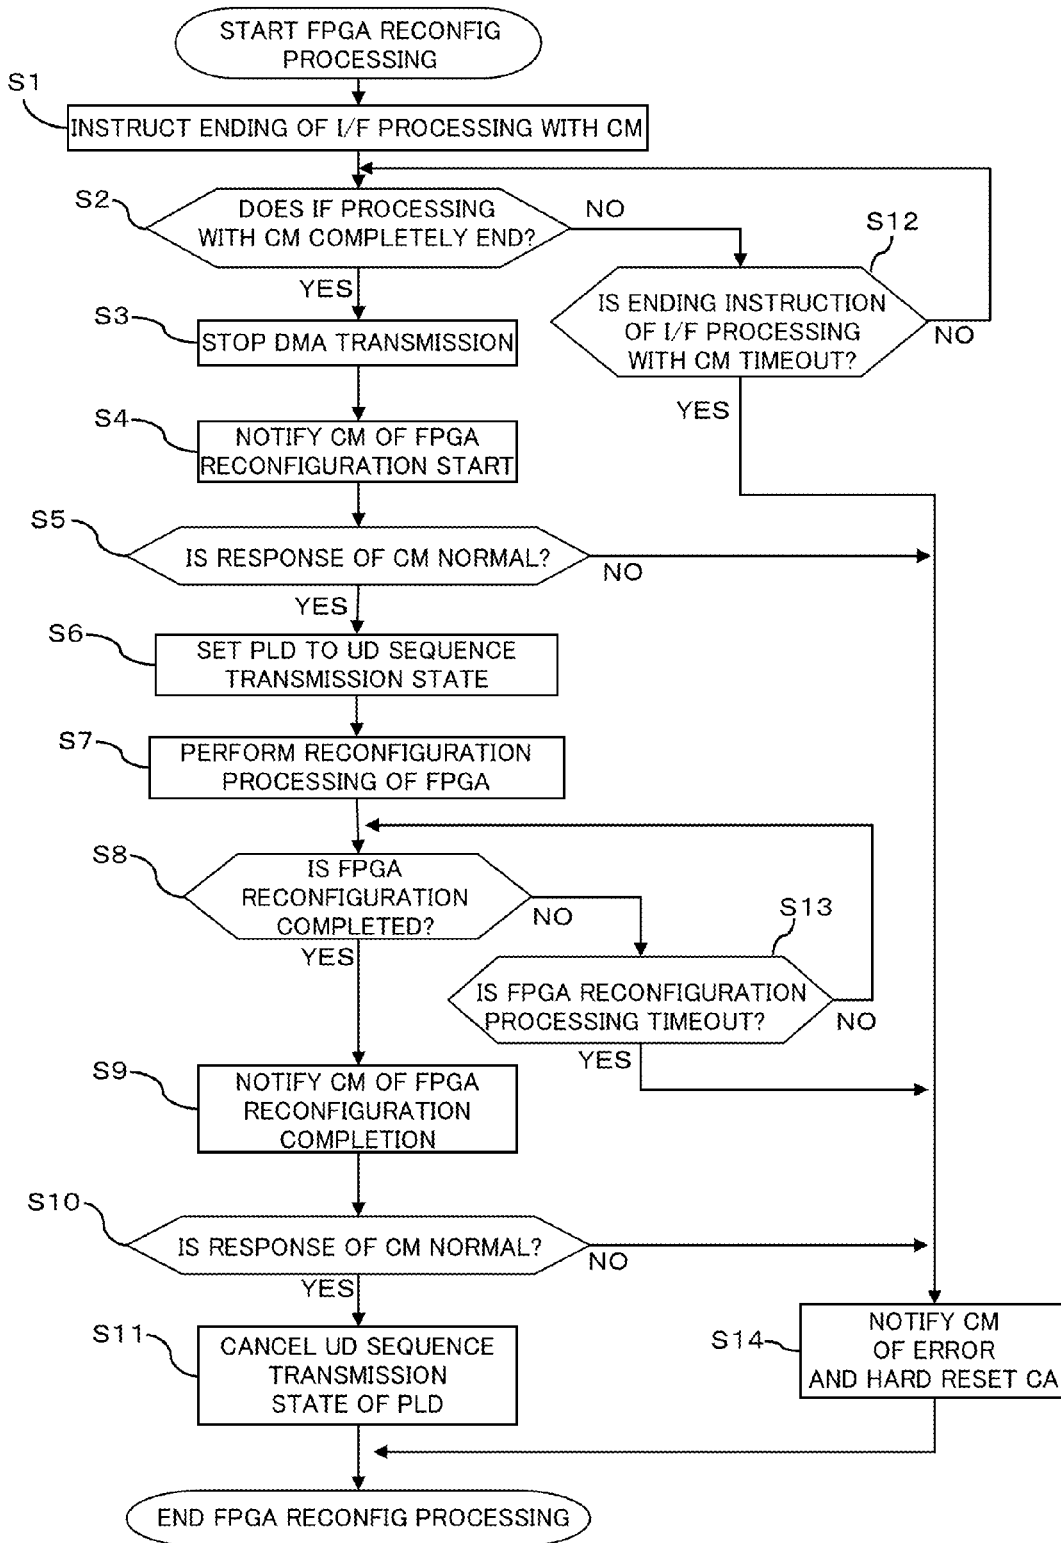 START FPGA RECONFIG
PROCESSING
S1
INSTRUCT ENDING OF I/F PROCESSING WITH CM
S2
DOES IF PROCESSING
WITH CM COMPLETELY END?
NO
YES
S12
IS ENDING INSTRUCTION
OF I/F PROCESSING
WITH CM TIMEOUT?
NO
YES
S3
STOP DMA TRANSMISSION
S4
NOTIFY CM OF FPGA
RECONFIGURATION START
S5
IS RESPONSE OF CM NORMAL?
NO
YES
S6
SET PLD TO UD SEQUENCE
TRANSMISSION STATE
S7
PERFORM RECONFIGURATION
PROCESSING OF FPGA
S8
IS FPGA
RECONFIGURATION
COMPLETED?
NO
YES
S13
IS FPGA RECONFIGURATION
PROCESSING TIMEOUT?
NO
YES
S9
NOTIFY CM OF FPGA
RECONFIGURATION
COMPLETION
S10
IS RESPONSE OF CM NORMAL?
NO
YES
S11
CANCEL UD SEQUENCE
TRANSMISSION
STATE OF PLD
S14
NOTIFY CM
OF ERROR
AND HARD RESET CA
END FPGA RECONFIG PROCESSING